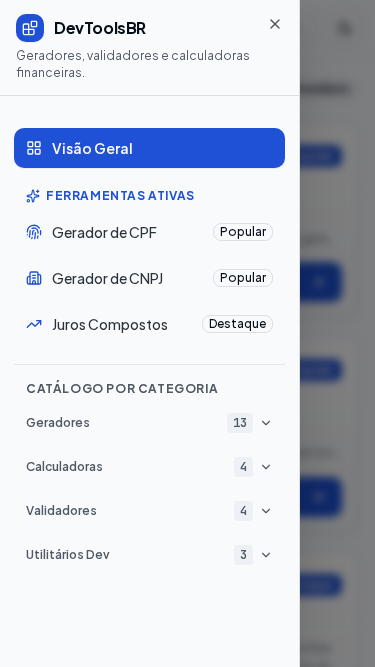 DevToolsBR
Geradores, validadores e calculadoras
financeiras.
Visão Geral
FERRAMENTAS ATIVAS
Gerador de CPF
Popular
Gerador de CNPJ
Popular
Juros Compostos
Destaque
CATÁLOGO POR CATEGORIA
Geradores
13
Calculadoras
4
Validadores
4
Utilitários Dev
3